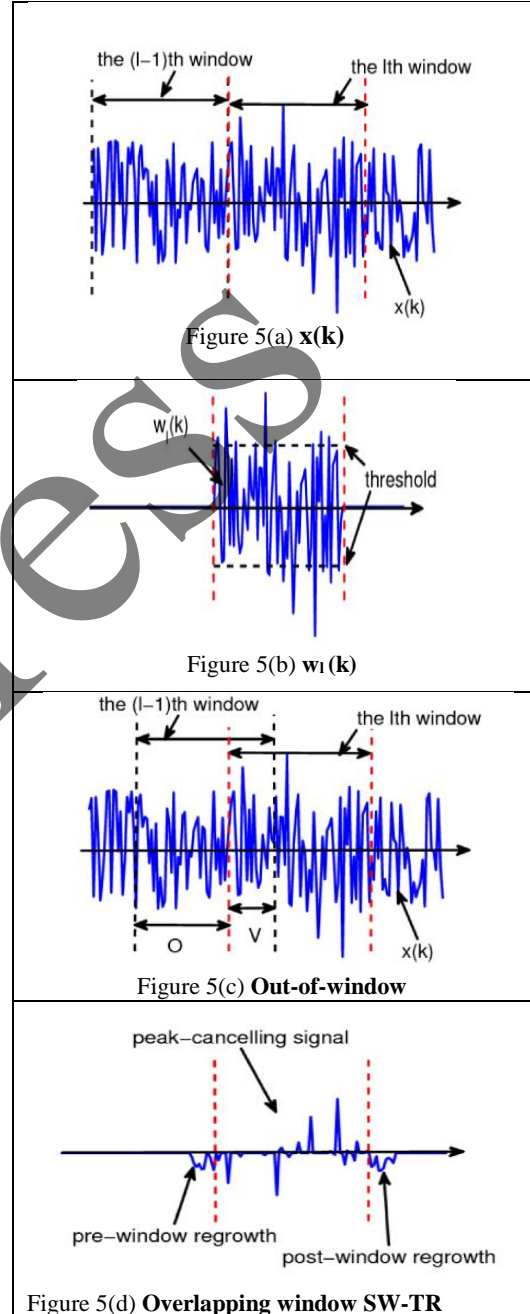 the (l−1)th window
the lth window
x(k)
Figure 5(a) x(k)
w_l(k)
threshold
Figure 5(b) w_l (k)
the (l−1)th window
the lth window
O
V
x(k)
Figure 5(c) Out-of-window
peak−cancelling signal
pre−window regrowth
post−window regrowth
Figure 5(d) Overlapping window SW-TR
ress